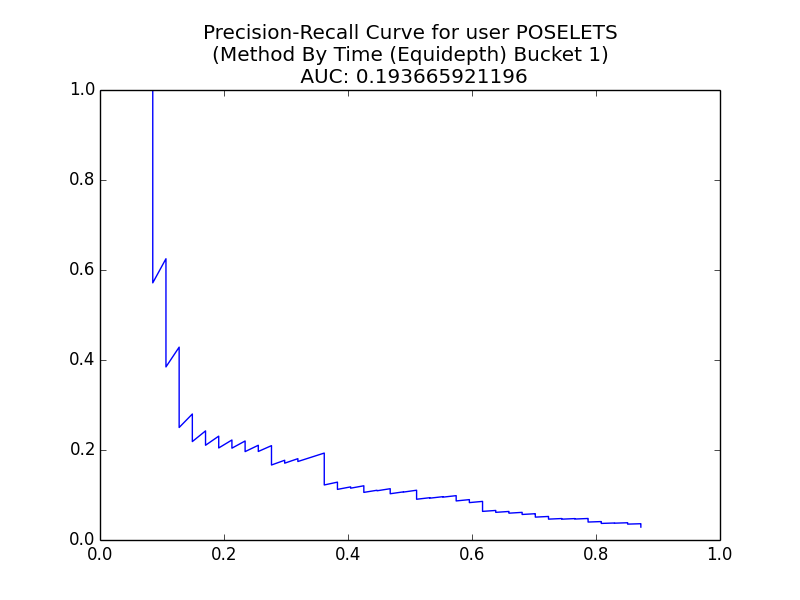 Precision-Recall Curve for user POSELETS
(Method By Time (Equidepth) Bucket 1)
AUC: 0.193665921196
1.0
0.8
0.6
0.4
0.2
0.0
0.0 0.2 0.4 0.6 0.8 1.0